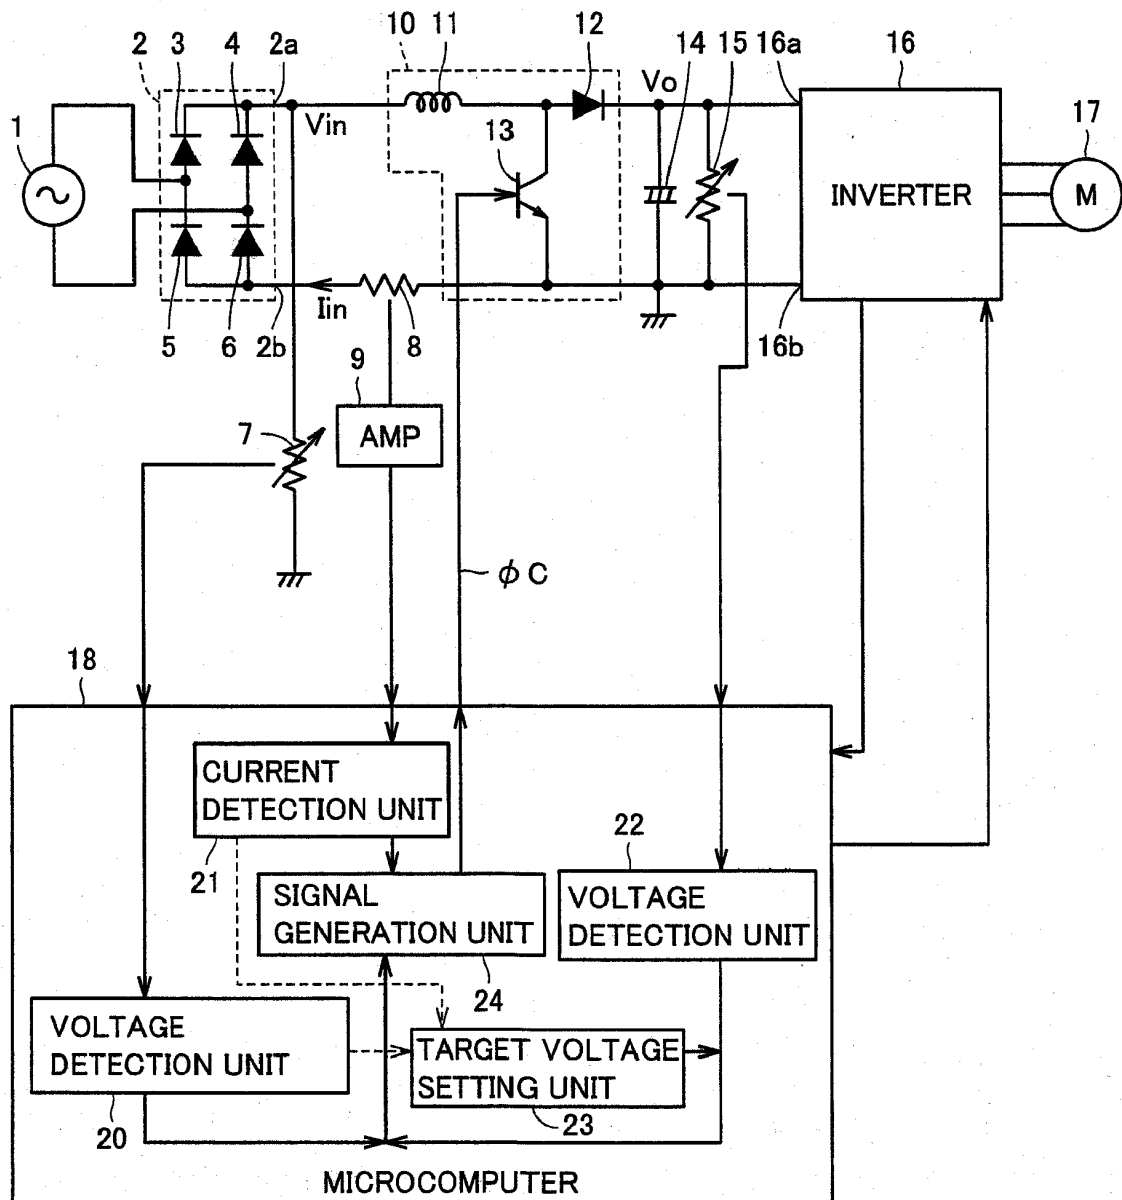 10 11 12 14 15 16a 16
2 3 4 2a
Vo
17
1
Vin
13
INVERTER
M
Iin
5 6 2b 8 16b
9
AMP
7
φC
18
CURRENT
DETECTION UNIT
21
22
SIGNAL
GENERATION UNIT
VOLTAGE
DETECTION UNIT
24
VOLTAGE
DETECTION UNIT
TARGET VOLTAGE
SETTING UNIT
20
23
MICROCOMPUTER